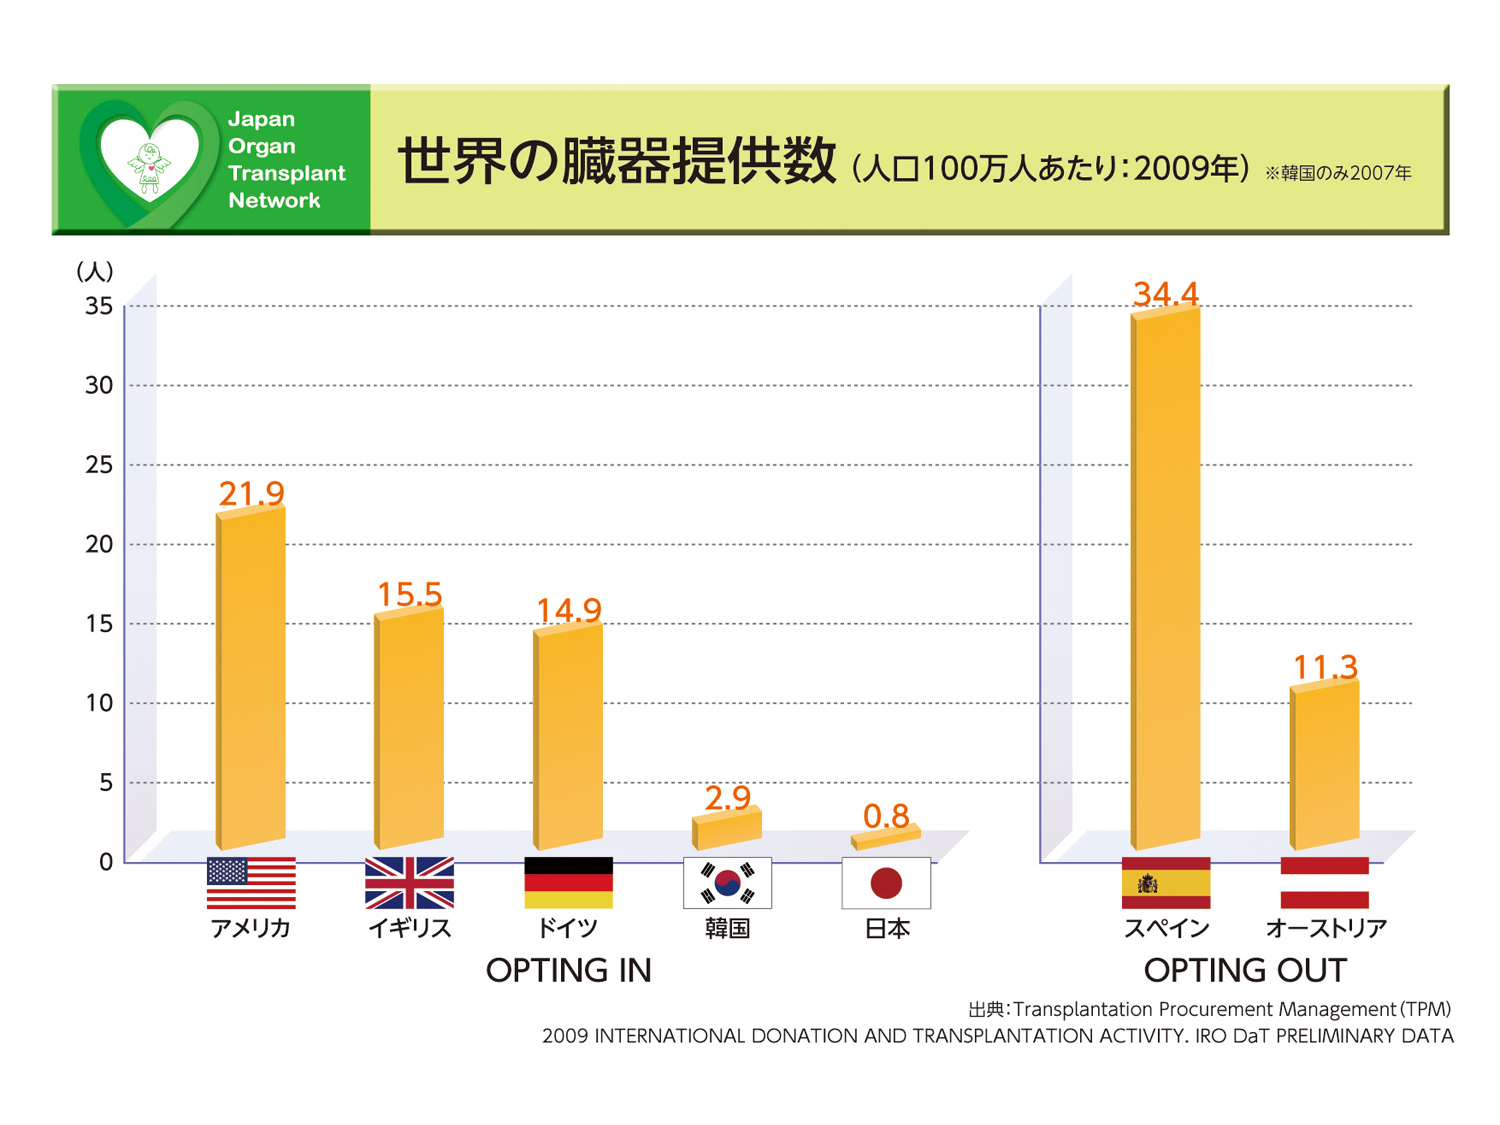 Japan
Organ
Transplant
Network
世界の臓器提供数（人口100万人あたり：2009年）※韓国のみ2007年
（人）
35
30
25
20
15
10
5
0
21.9
15.5
14.9
2.9
0.8
34.4
11.3
アメリカ
イギリス
ドイツ
韓国
日本
スペイン
オーストリア
OPTING IN
OPTING OUT
出典：Transplantation Procurement Management（TPM）
2009 INTERNATIONAL DONATION AND TRANSPLANTATION ACTIVITY. IRO DaT PRELIMINARY DATA